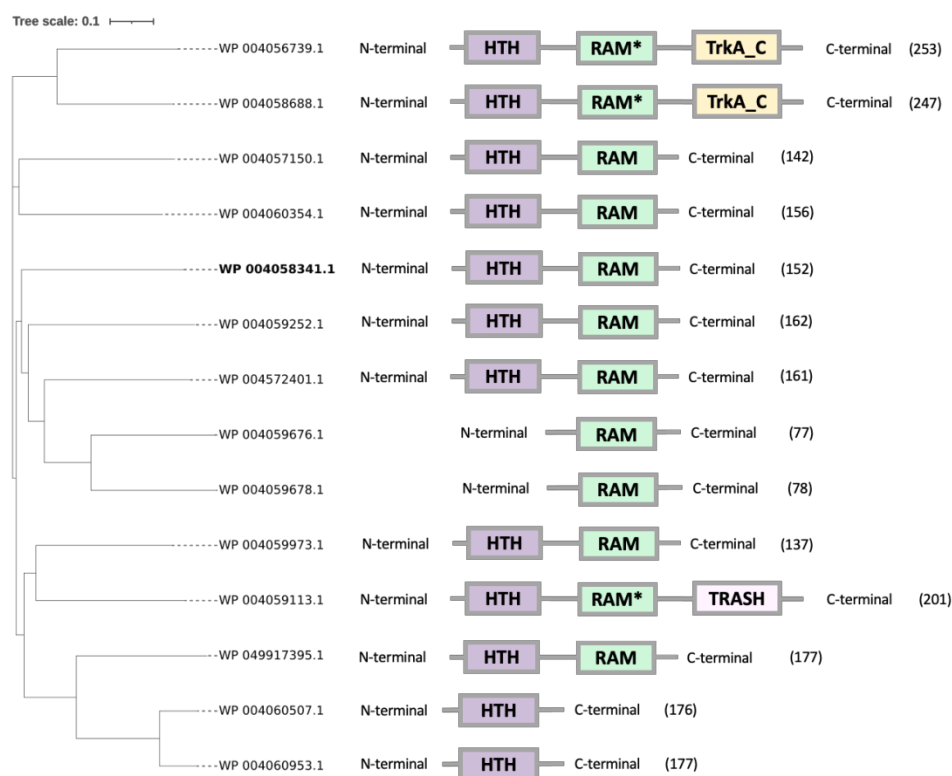 Tree scale: 0.1
WP 004056739.1 N-terminal HTH RAM* TrkA_C C-terminal (253)
WP 004058688.1 N-terminal HTH RAM* TrkA_C C-terminal (247)
WP 004057150.1 N-terminal HTH RAM C-terminal (142)
WP 004060354.1 N-terminal HTH RAM C-terminal (156)
WP 004058341.1 N-terminal HTH RAM C-terminal (152)
WP 004059252.1 N-terminal HTH RAM C-terminal (162)
WP 004572401.1 N-terminal HTH RAM C-terminal (161)
WP 004059676.1 N-terminal RAM C-terminal (77)
WP 004059678.1 N-terminal RAM C-terminal (78)
WP 004059973.1 N-terminal HTH RAM C-terminal (137)
WP 004059113.1 N-terminal HTH RAM* TRASH C-terminal (201)
WP 049917395.1 N-terminal HTH RAM C-terminal (177)
WP 004060507.1 N-terminal HTH C-terminal (176)
WP 004060953.1 N-terminal HTH C-terminal (177)